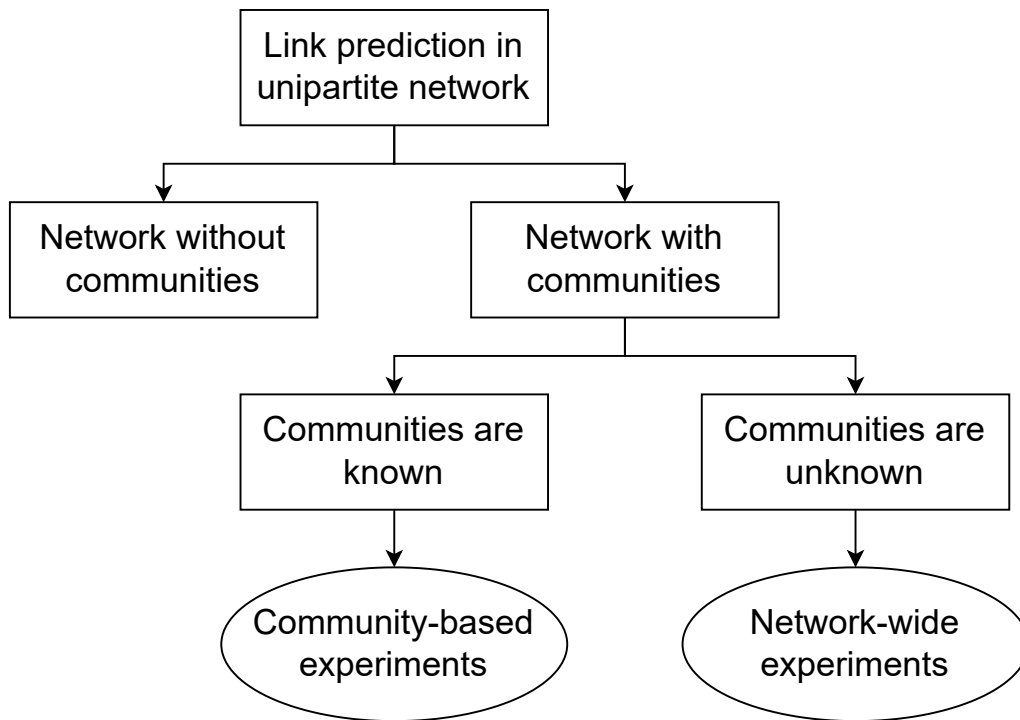 Link prediction in
unipartite network
Network without
communities
Network with
communities
Communities are
known
Communities are
unknown
Community-based
experiments
Network-wide
experiments